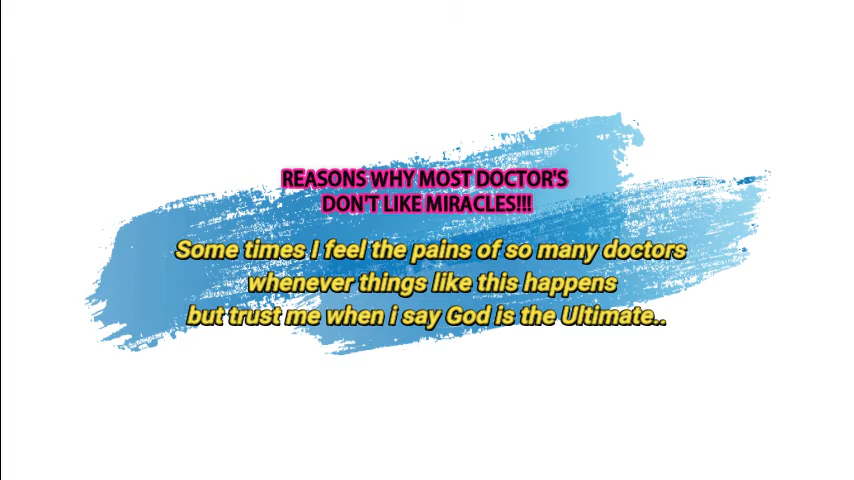 REASONS WHY MOST DOCTOR'S
DON'T LIKE MIRACLES!!!
Some times I feel the pains of so many doctors
whenever things like this happens
but trust me when i say God is the Ultimate..